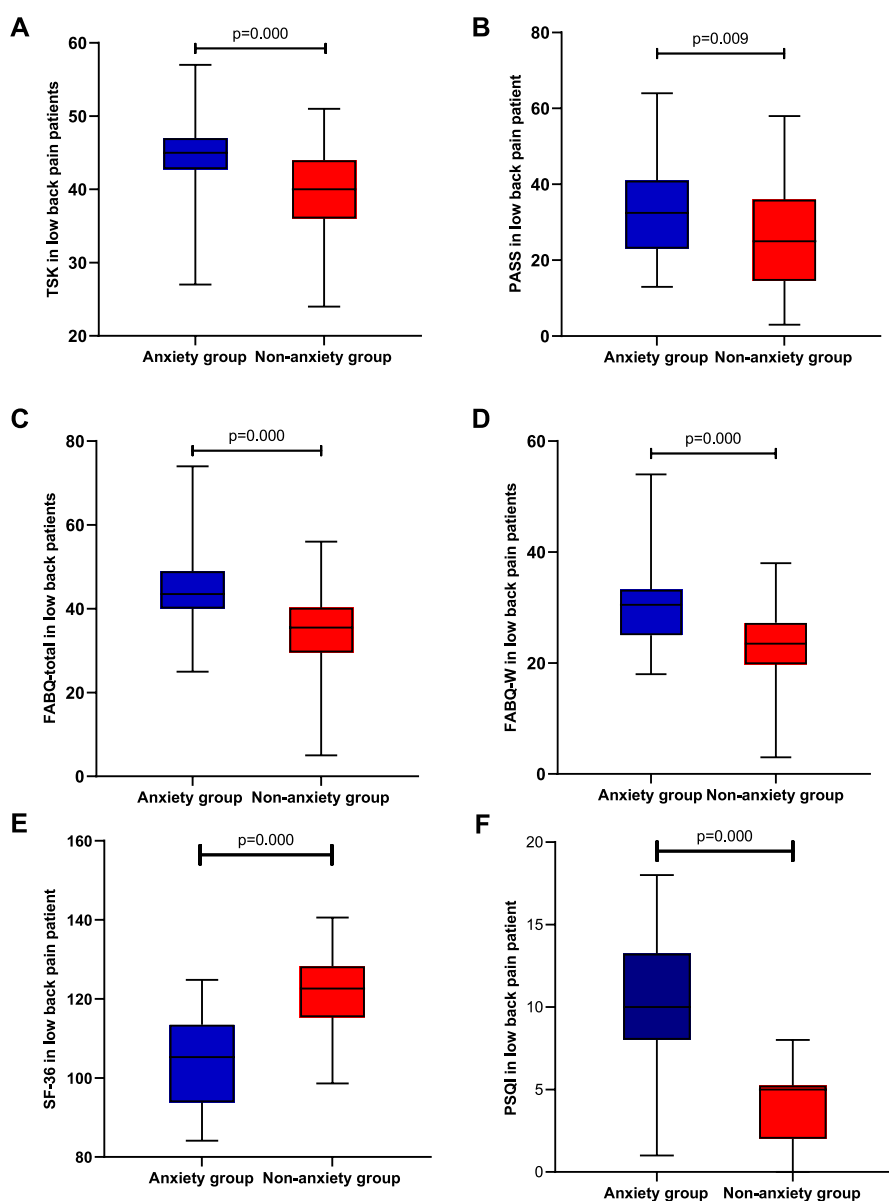 A
p=0.000
TSK in low back pain patients
60
50
40
30
20
Anxiety group Non-anxiety group
B
p=0.009
PASS in low back pain patient
80
60
40
20
0
Anxiety group Non-anxiety group
C
p=0.000
FABQ-total in low back pain patients
80
60
40
20
0
Anxiety group Non-anxiety group
D
p=0.000
FABQ-W in low back pain patients
60
40
20
0
Anxiety group Non-anxiety group
E
p=0.000
SF-36 in low back pain patient
160
140
120
100
80
Anxiety group Non-anxiety group
F
p=0.000
PSQI in low back pain patient
20
15
10
5
0
Anxiety group Non-anxiety group